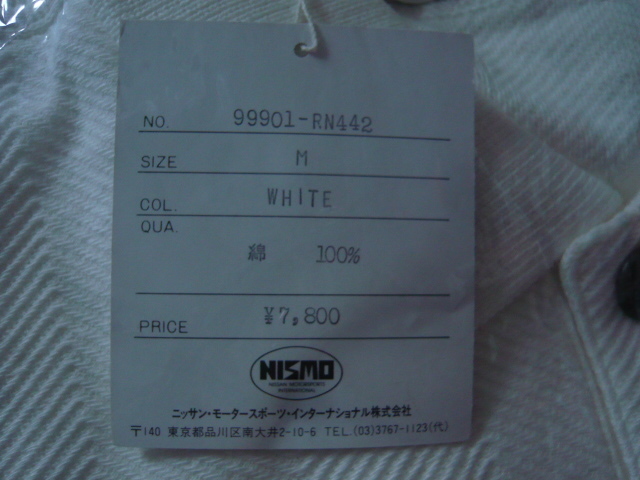 NO. 99901-RN442
SIZE M
COL. WHITE
QUA.
綿 100%
PRICE ¥7,800
NISMO
NISSAN MOTORSPORTS
INTERNATIONAL
ニッサン・モータースポーツ・インターナショナル株式会社
〒140 東京都品川区南大井2-10-6 TEL.(03)3767-1123(代)